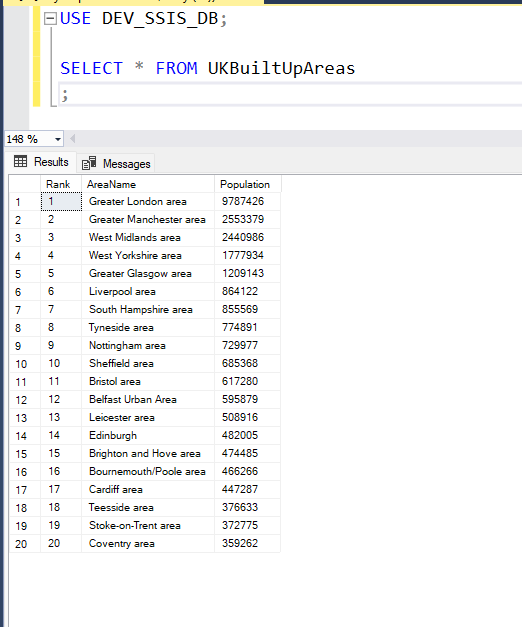 USE DEV_SSIS_DB;
SELECT * FROM UKBuiltUpAreas
;
148 %
Results Messages
Rank AreaName Population
1 1 Greater London area 9787426
2 2 Greater Manchester area 2553379
3 3 West Midlands area 2440986
4 4 West Yorkshire area 1777934
5 5 Greater Glasgow area 1209143
6 6 Liverpool area 864122
7 7 South Hampshire area 855569
8 8 Tyneside area 774891
9 9 Nottingham area 729977
10 10 Sheffield area 685368
11 11 Bristol area 617280
12 12 Belfast Urban Area 595879
13 13 Leicester area 508916
14 14 Edinburgh 482005
15 15 Brighton and Hove area 474485
16 16 Bournemouth/Poole area 466266
17 17 Cardiff area 447287
18 18 Teesside area 376633
19 19 Stoke-on-Trent area 372775
20 20 Coventry area 359262